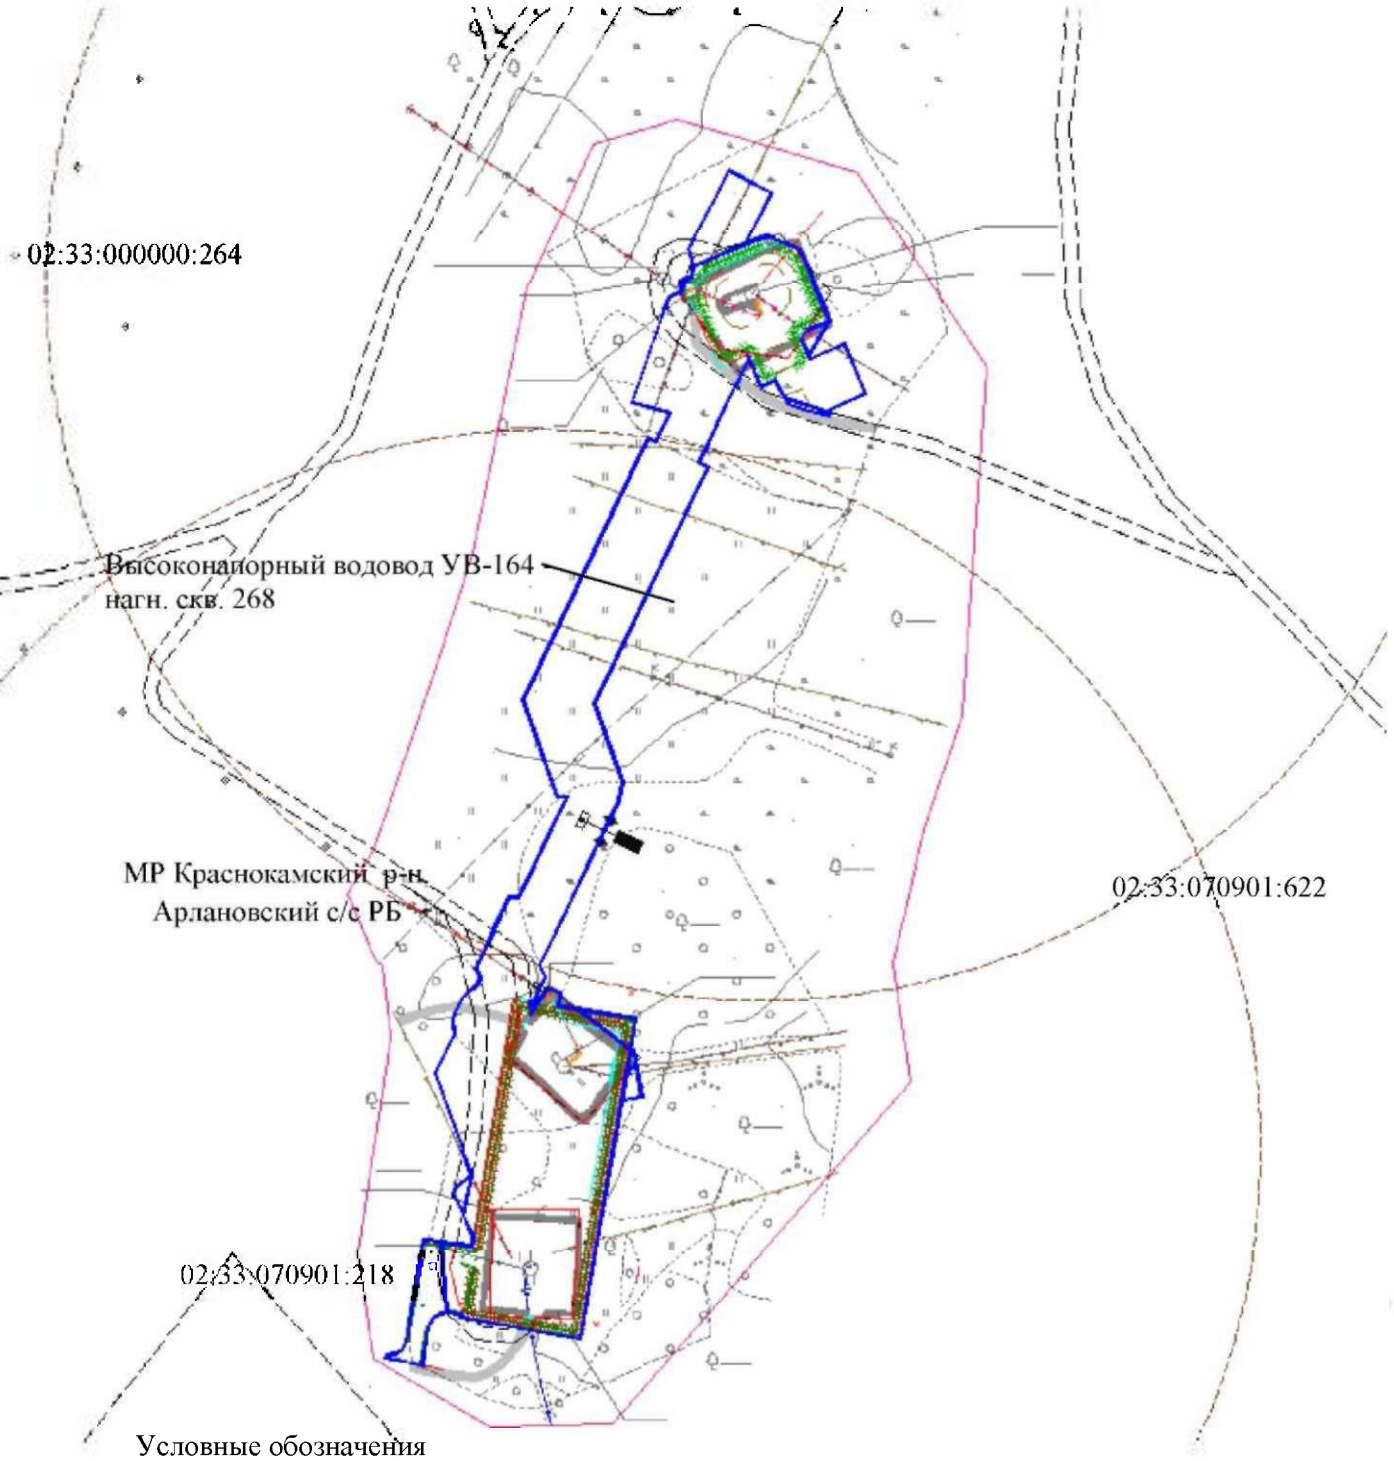 02:33:000000:264
Высоконапорный водовод УВ-164
нагн. скв. 268
МР Краснокамский р-н
Арлановский с/с РБ
02:33:070901:622
02:33:070901:218
Условные обозначения